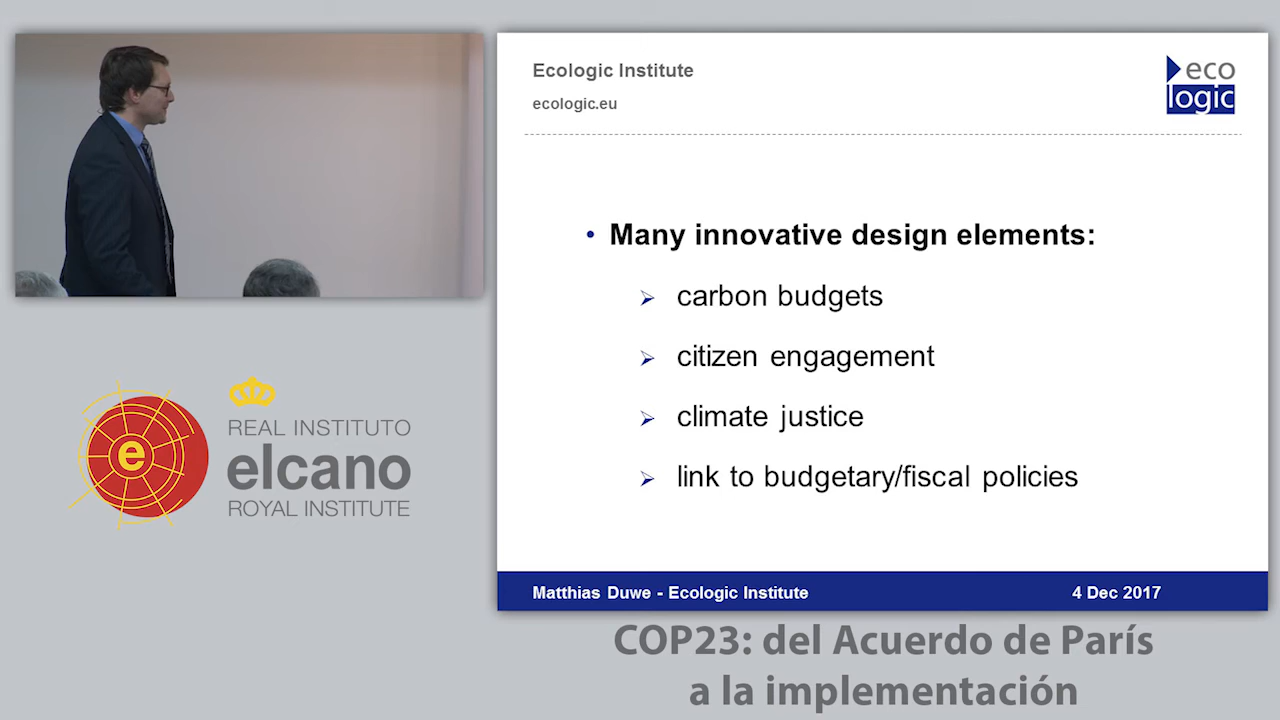 Ecologic Institute
ecologic.eu
eco
logic
• Many innovative design elements:
➢ carbon budgets
➢ citizen engagement
➢ climate justice
➢ link to budgetary/fiscal policies
Matthias Duwe - Ecologic Institute
4 Dec 2017
e
REAL INSTITUTO
elcano
ROYAL INSTITUTE
COP23: del Acuerdo de París
a la implementación